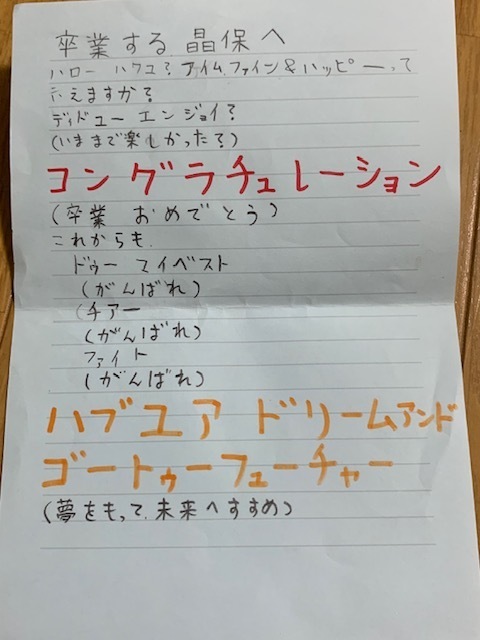 卒業する晶保へ
ハロー ハワユ? アイム,ファイン&ハッピーって
言えますか?
ディドユー エンジョイ?
(いままで楽しかった?)
コングラチュレーション
(卒業 おめでとう)
これからも
ドゥー マイベスト
(がんばれ)
(チアー
(がんばれ)
ファイト
(がんばれ)
ハブユア ドリームアンド
ゴートゥーフューチャー
(夢をもって.未来へすすめ)